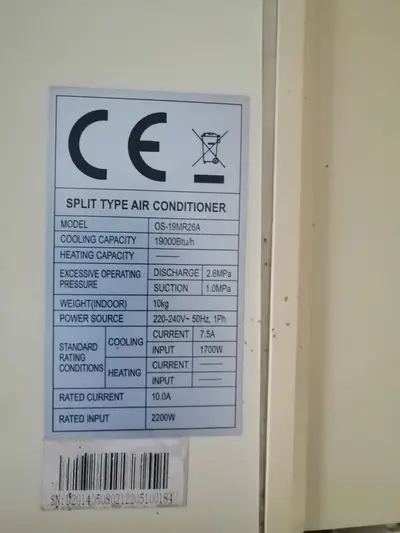 CE
SPLIT TYPE AIR CONDITIONER
MODEL OS-19MR26A
COOLING CAPACITY 19000Btu/h
HEATING CAPACITY ———
EXCESSIVE OPERATING PRESSURE DISCHARGE 2.6MPa
SUCTION 1.0MPa
WEIGHT(INDOOR) 10kg
POWER SOURCE 220-240V~ 50Hz, 1Ph
STANDARD RATING CONDITIONS COOLING CURRENT 7.5A
INPUT 1700W
HEATING CURRENT ———
INPUT ———
RATED CURRENT 10.0A
RATED INPUT 2200W